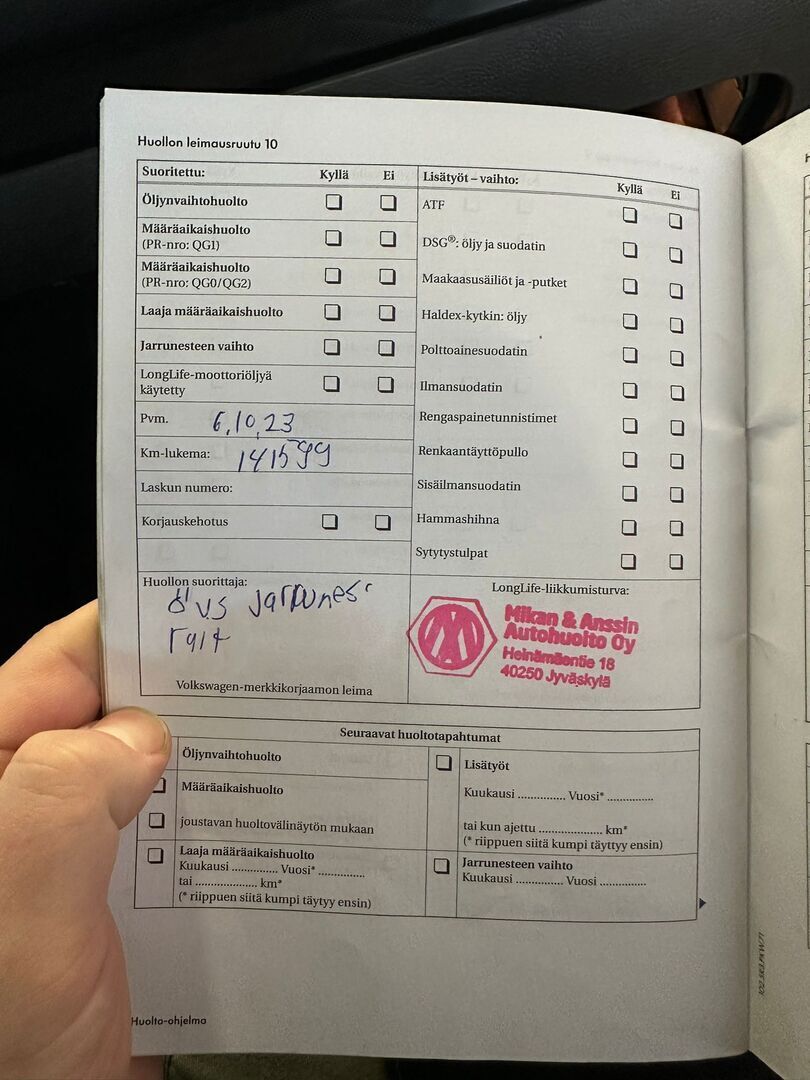 Huollon leimausruutu 10
Suoritettu: Kyllä Ei
Öljynvaihtohuolto
Määräaikaishuolto
(PR-nro: QG1)
Määräaikaishuolto
(PR-nro: QG0/QG2)
Laaja määräaikaishuolto
Jarrunesteen vaihto
LongLife-moottoriöljyä
käytetty
Pvm. 6.10.23
Km-lukema: 141599
Laskun numero:
Korjauskehotus
Huollon suorittaja:
Volkswagen-merkkikorjaamon leima
Lisätyöt – vaihto: Kyllä Ei
ATF
DSG®: öljy ja suodatin
Maakaasusäiliöt ja -putket
Haldex-kytkin: öljy
Polttoainesuodatin
Ilmansuodatin
Rengaspainetunnistimet
Renkaantäyttöpullo
Sisäilmansuodatin
Hammashihna
Sytytystulpat
LongLife-liikkumisturva:
Mikan & Anssin
Autohuolto Oy
Heinämäentie 18
40250 Jyväskylä
Seuraavat huoltotapahtumat
Öljynvaihtohuolto
Määräaikaishuolto
joustavan huoltovälinäytön mukaan
Laaja määräaikaishuolto
Kuukausi .............. Vuosi* ..............
tai .................... km*
(* riippuen siitä kumpi täytyy ensin)
Lisätyöt
Kuukausi .............. Vuosi* ..............
tai kun ajettu .................... km*
(* riippuen siitä kumpi täyttyy ensin)
Jarrunesteen vaihto
Kuukausi .............. Vuosi ..............
Huolto-ohjelma